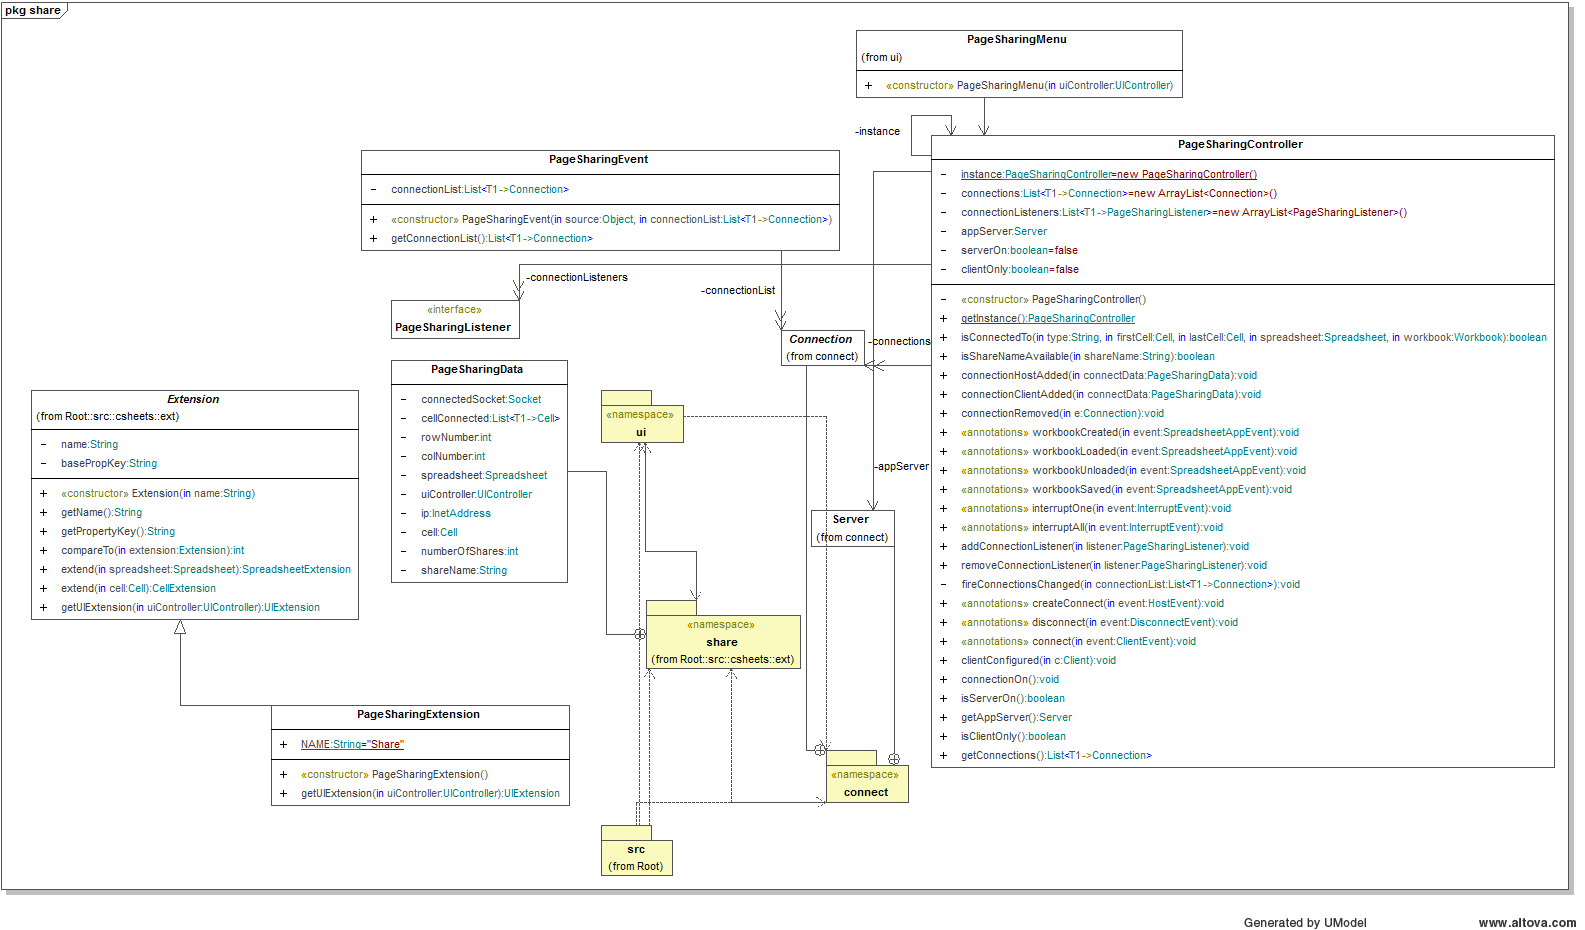 pkg share
PageSharingMenu
(from ui)
+ «constructor» PageSharingMenu(in uiController:UIController)
-instance
PageSharingController
- instance:PageSharingController=new PageSharingController()
- connections:List<T1->Connection>=new ArrayList<Connection>()
- connectionListeners:List<T1->PageSharingListener>=new ArrayList<PageSharingListener>()
- appServer:Server
- serverOn:boolean=false
- clientOnly:boolean=false
- «constructor» PageSharingController()
+ getInstance():PageSharingController
+ isConnectedTo(in type:String, in firstCell:Cell, in lastCell:Cell, in spreadsheet:Spreadsheet, in workbook:Workbook):boolean
+ isShareNameAvailable(in shareName:String):boolean
+ connectionHostAdded(in connectData:PageSharingData):void
+ connectionClientAdded(in connectData:PageSharingData):void
+ connectionRemoved(in e:Connection):void
+ «annotations» workbookCreated(in event:SpreadsheetAppEvent):void
+ «annotations» workbookLoaded(in event:SpreadsheetAppEvent):void
+ «annotations» workbookUnloaded(in event:SpreadsheetAppEvent):void
+ «annotations» workbookSaved(in event:SpreadsheetAppEvent):void
+ «annotations» interruptOne(in event:InterruptEvent):void
+ «annotations» interruptAll(in event:InterruptEvent):void
+ addConnectionListener(in listener:PageSharingListener):void
+ removeConnectionListener(in listener:PageSharingListener):void
- fireConnectionsChanged(in connectionList:List<T1->Connection>):void
+ «annotations» createConnect(in event:HostEvent):void
+ «annotations» disconnect(in event:DisconnectEvent):void
+ «annotations» connect(in event:ClientEvent):void
+ clientConfigured(in c:Client):void
+ connectionOn():void
+ isServerOn():boolean
+ getAppServer():Server
+ isClientOnly():boolean
+ getConnections():List<T1->Connection>
PageSharingEvent
- connectionList:List<T1->Connection>
+ «constructor» PageSharingEvent(in source:Object, in connectionList:List<T1->Connection>)
+ getConnectionList():List<T1->Connection>
-connectionListeners
-connectionList
«interface»
PageSharingListener
Connection
(from connect)
-connections
-appServer
PageSharingData
- connectedSocket:Socket
- cellConnected:List<T1->Cell>
- rowNumber:int
- colNumber:int
- spreadsheet:Spreadsheet
- uiController:UIController
- ip:InetAddress
- cell:Cell
- numberOfShares:int
- shareName:String
Extension
(from Root::src::csheets::ext)
- name:String
- basePropKey:String
+ «constructor» Extension(in name:String)
+ getName():String
+ getPropertyKey():String
+ compareTo(in extension:Extension):int
+ extend(in spreadsheet:Spreadsheet):SpreadsheetExtension
+ extend(in cell:Cell):CellExtension
+ getUIExtension(in uiController:UIController):UIExtension
«namespace»
ui
Server
(from connect)
«namespace»
share
(from Root::src::csheets::ext)
PageSharingExtension
+ NAME:String="Share"
+ «constructor» PageSharingExtension()
+ getUIExtension(in uiController:UIController):UIExtension
«namespace»
connect
src
(from Root)
Generated by UModel
www.altova.com